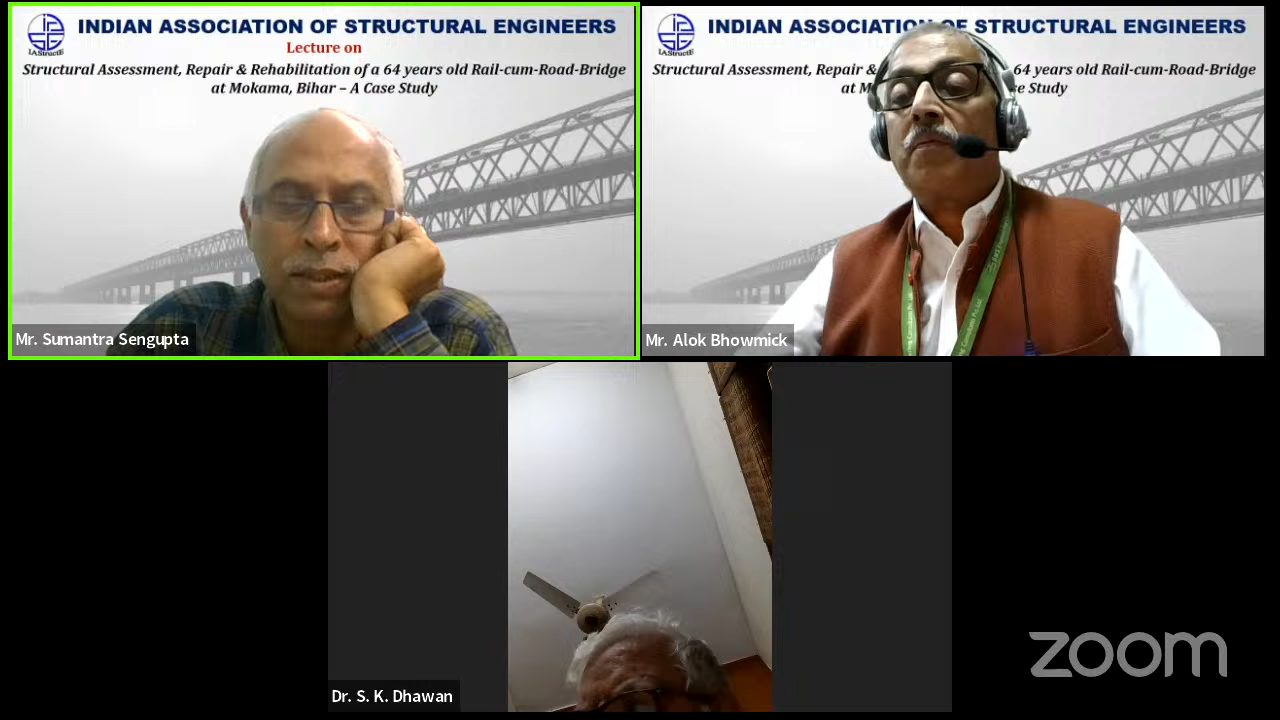 INDIAN ASSOCIATION OF STRUCTURAL ENGINEERS
IAStructE
Lecture on
Structural Assessment, Repair & Rehabilitation of a 64 years old Rail-cum-Road-Bridge
at Mokama, Bihar – A Case Study
Mr. Sumantra Sengupta
INDIAN ASSOCIATION OF STRUCTURAL ENGINEERS
IAStructE
Structural Assessment, Repair & 64 years old Rail-cum-Road-Bridge
at Study
Mr. Alok Bhowmick
Dr. S. K. Dhawan
zoom